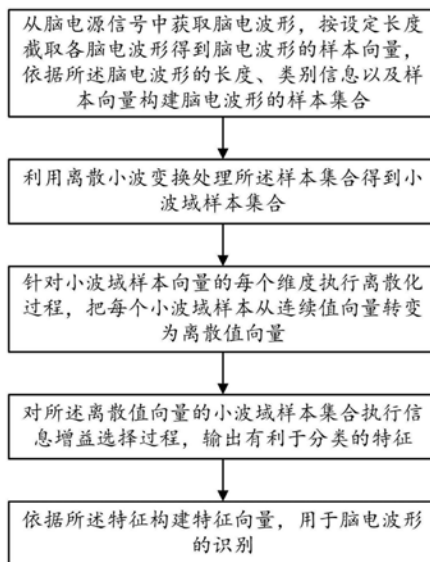 从脑电源信号中获取脑电波形，按设定长度
截取各脑电波形得到脑电波形的样本向量，
依据所述脑电波形的长度、类别信息以及样
本向量构建脑电波形的样本集合
利用离散小波变换处理所述样本集合得到小
波域样本集合
针对小波域样本向量的每个维度执行离散化
过程，把每个小波域样本从连续值向量转变
为离散值向量
对所述离散值向量的小波域样本集合执行信
息增益选择过程，输出有利于分类的特征
依据所述特征构建特征向量，用于脑电波形
的识别